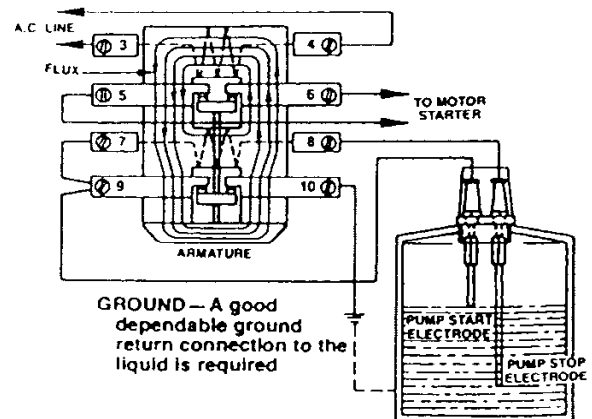 A.C LINE
3
4
FLUX
5
6
TO MOTOR
STARTER
7
8
9
10
ARMATURE
GROUND — A good
dependable ground
return connection to the
liquid is required
PUMP START
ELECTRODE
PUMP STOP
ELECTRODE